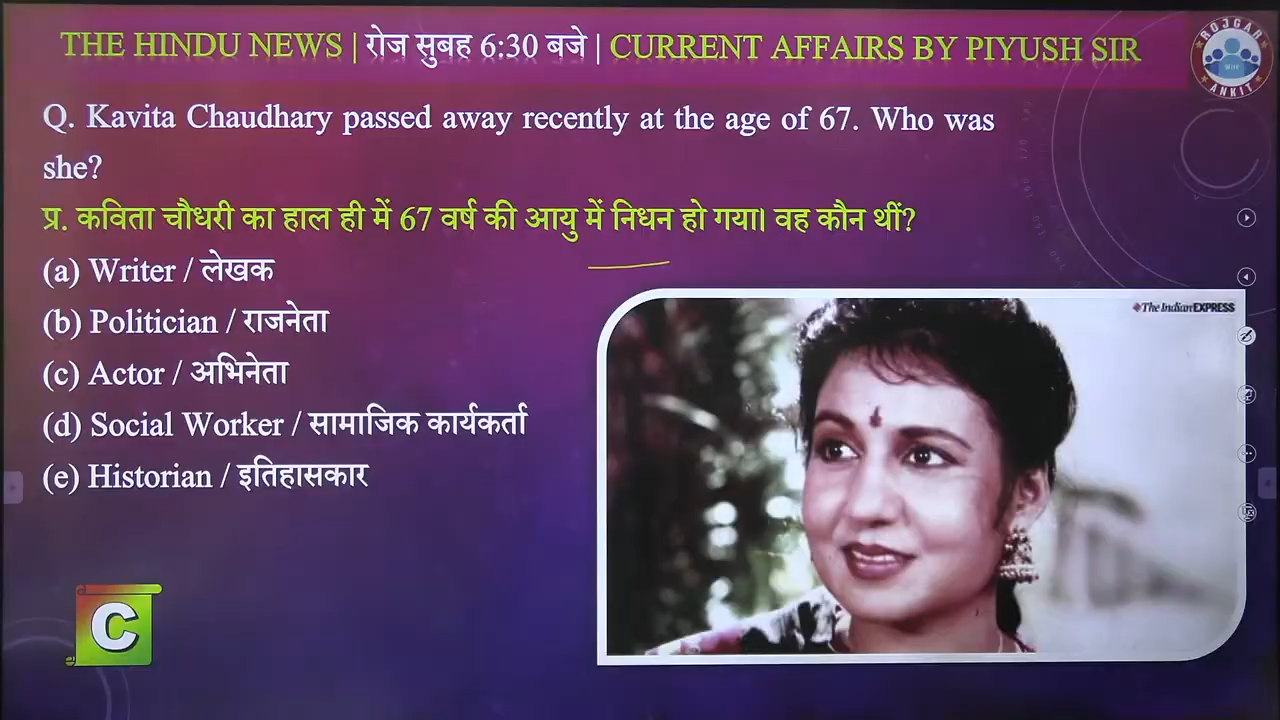 THE HINDU NEWS | रोज सुबह 6:30 बजे | CURRENT AFFAIRS BY PIYUSH SIR
ROJGAR
With
ANKIT
Q. Kavita Chaudhary passed away recently at the age of 67. Who was
she?
प्र. कविता चौधरी का हाल ही में 67 वर्ष की आयु में निधन हो गया। वह कौन थीं?
(a) Writer / लेखक
(b) Politician / राजनेता
(c) Actor / अभिनेता
(d) Social Worker / सामाजिक कार्यकर्ता
(e) Historian / इतिहासकार
The Indian EXPRESS
C